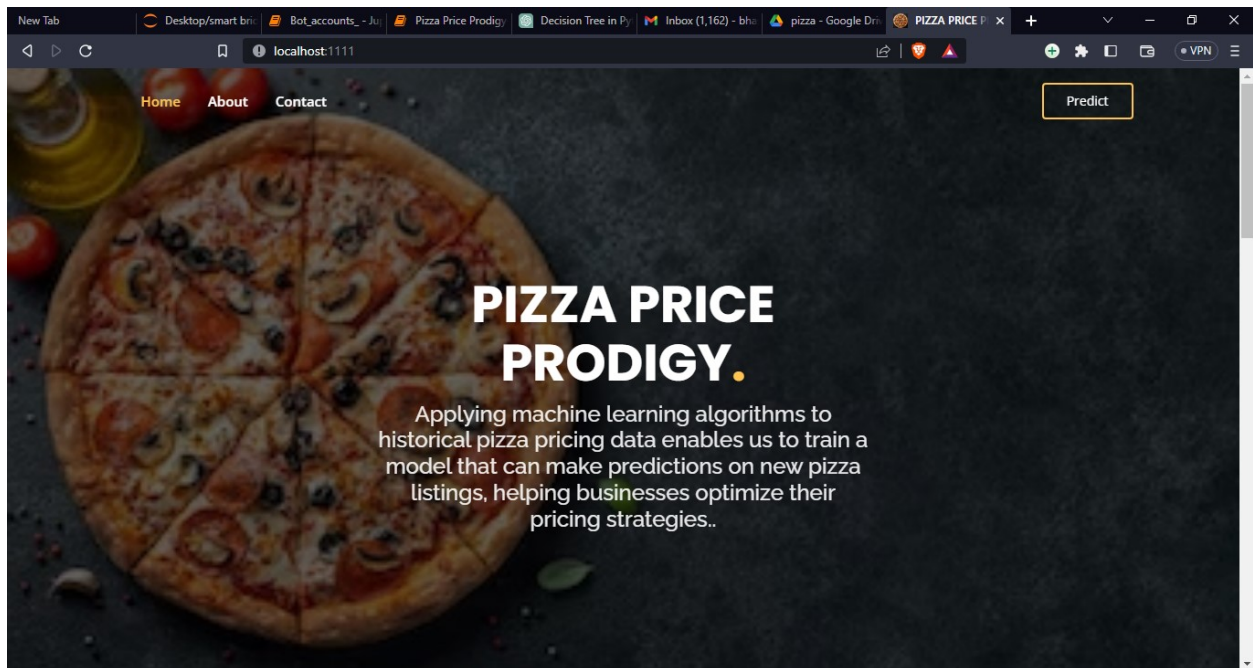 New Tab
Desktop/smart bric
Bot_accounts_ - Ju
Pizza Price Prodigy
Decision Tree in Py
Inbox (1,162) - bha
pizza - Google Driv
PIZZA PRICE P
localhost:1111
VPN
Home About Contact
Predict
PIZZA PRICE
PRODIGY.
Applying machine learning algorithms to
historical pizza pricing data enables us to train a
model that can make predictions on new pizza
listings, helping businesses optimize their
pricing strategies..